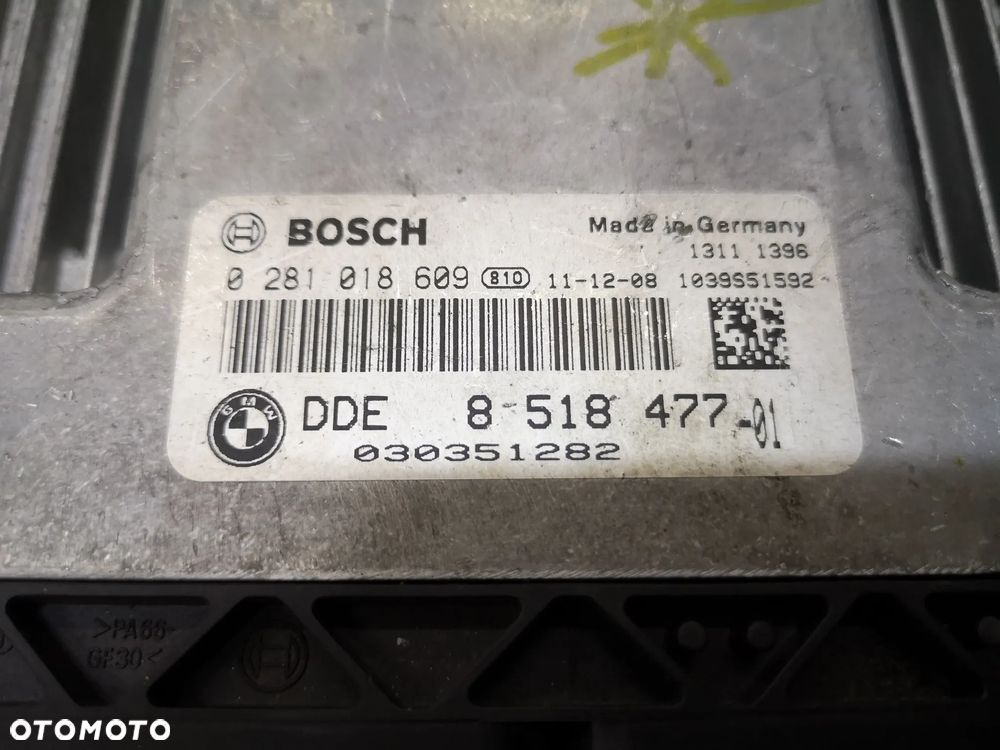 BOSCH
Made in Germany
1311 1396
0 281 018 609 810 11-12-08 1039S51592
BMW
DDE 8 518 477-01
030351282
>PA66-
GF30<
OTOMOTO